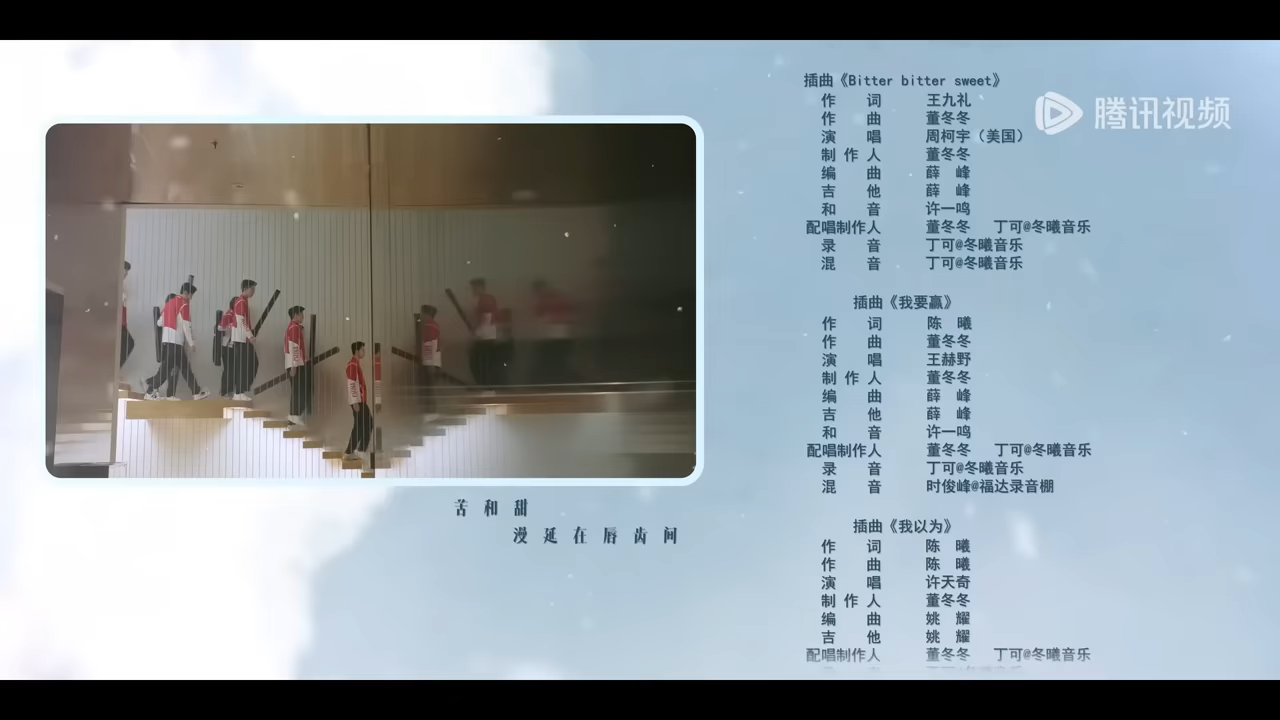 插曲《Bitter bitter sweet》
作 词 王九礼
作 曲 董冬冬
演 唱 周柯宇（美国）
制 作 人 董冬冬
编 曲 薛 峰
吉 他 薛 峰
和 音 许一鸣
配唱制作人 董冬冬 丁可@冬曦音乐
录 音 丁可@冬曦音乐
混 音 丁可@冬曦音乐
插曲《我要赢》
作 词 陈 曦
作 曲 董冬冬
演 唱 王赫野
制 作 人 董冬冬
编 曲 薛 峰
吉 他 薛 峰
和 音 许一鸣
配唱制作人 董冬冬 丁可@冬曦音乐
录 音 丁可@冬曦音乐
混 音 时俊峰@福达录音棚
插曲《我以为》
作 词 陈 曦
作 曲 陈 曦
演 唱 许天奇
制 作 人 董冬冬
编 曲 姚 耀
吉 他 姚 耀
配唱制作人 董冬冬 丁可@冬曦音乐
腾讯视频
苦和甜
漫延在唇齿间